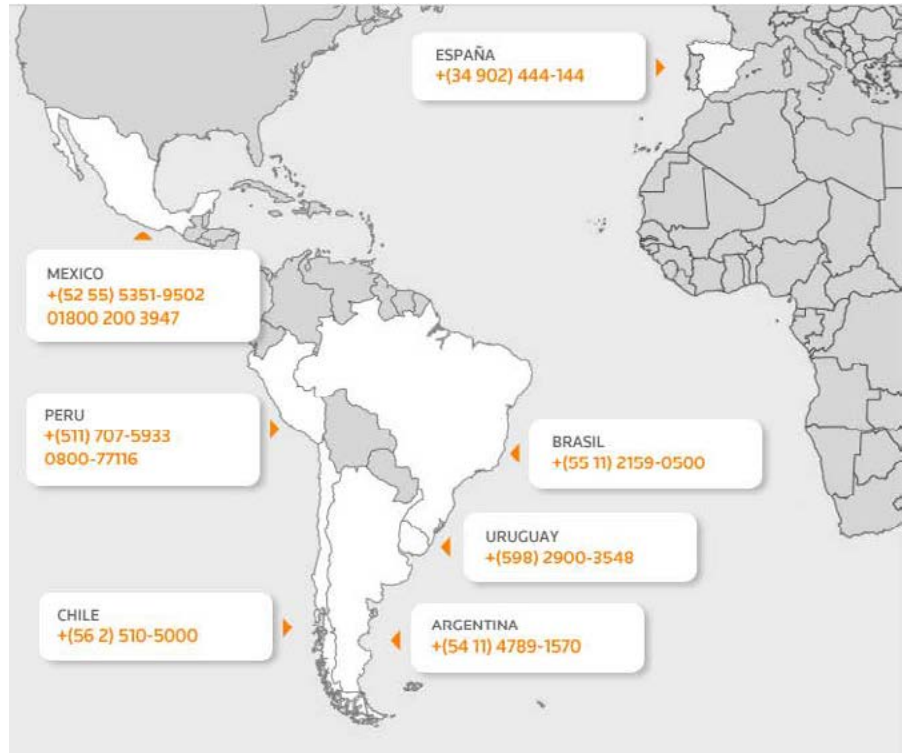 ESPAÑA
+(34 902) 444-144
MEXICO
+(52 55) 5351-9502
01800 200 3947
PERU
+(511) 707-5933
0800-77116
BRASIL
+(55 11) 2159-0500
URUGUAY
+(598) 2900-3548
CHILE
+(56 2) 510-5000
ARGENTINA
+(54 11) 4789-1570